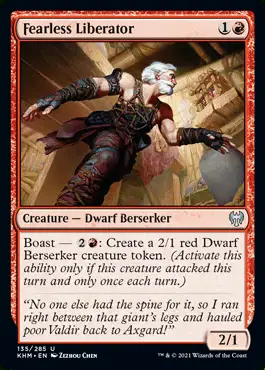 Fearless Liberator 1
Creature — Dwarf Berserker
Boast — 2: Create a 2/1 red Dwarf
Berserker creature token. (Activate this
ability only if this creature attacked this
turn and only once each turn.)
"No one else had the spine for it, so I ran
right between that giant's legs and hauled
poor Valdir back to Axgard!"
2/1
135/285 U
KHM • EN ZEZHOU CHEN
™ & © 2021 Wizards of the Coast